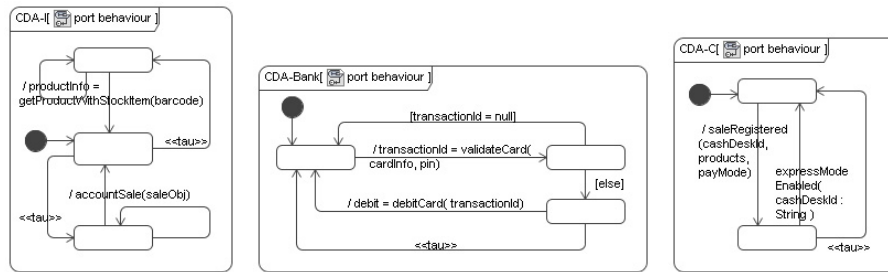 CDA-I[ port behaviour ]
/ productInfo =
getProductWithStockItem(barcode)
<<tau>>
/ accountSale(saleObj)
<<tau>>
CDA-Bank[ port behaviour ]
[transactionId = null]
/ transactionId = validateCard(
cardInfo, pin)
[else]
/ debit = debitCard( transactionId)
<<tau>>
CDA-C[ port behaviour ]
/ saleRegistered
(cashDeskId,
products,
payMode)
expressMode
Enabled(
cashDeskId :
String )
<<tau>>